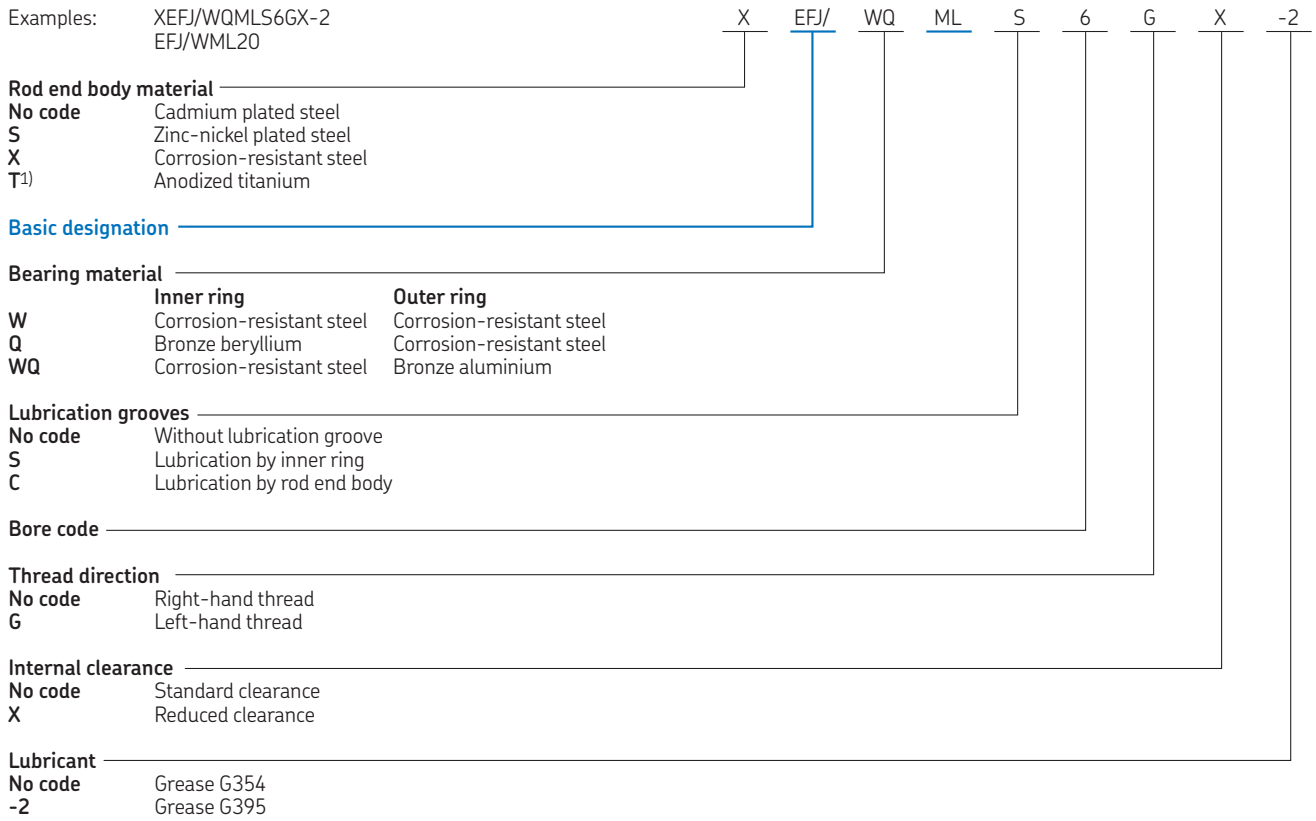 Examples: XEFJ/WQMLS6GX-2 X EFJ/ WQ ML S 6 G X -2
EFJ/WML20
Rod end body material
No code Cadmium plated steel
S Zinc-nickel plated steel
X Corrosion-resistant steel
T1) Anodized titanium
Basic designation
Bearing material
Inner ring Outer ring
W Corrosion-resistant steel Corrosion-resistant steel
Q Bronze beryllium Corrosion-resistant steel
WQ Corrosion-resistant steel Bronze aluminium
Lubrication grooves
No code Without lubrication groove
S Lubrication by inner ring
C Lubrication by rod end body
Bore code
Thread direction
No code Right-hand thread
G Left-hand thread
Internal clearance
No code Standard clearance
X Reduced clearance
Lubricant
No code Grease G354
-2 Grease G395